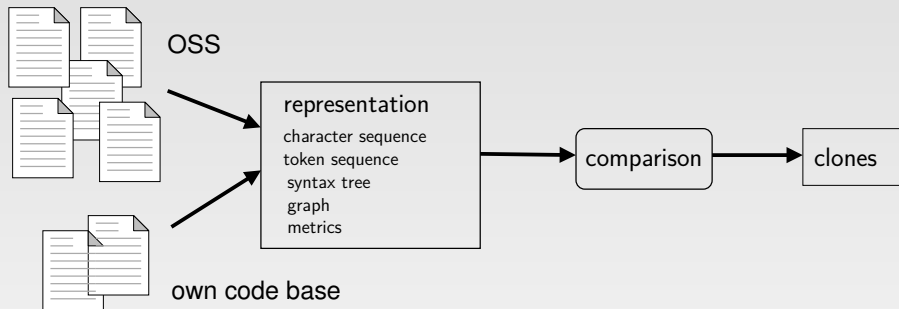 OSS
representation
character sequence
token sequence
syntax tree
graph
metrics
comparison
clones
own code base